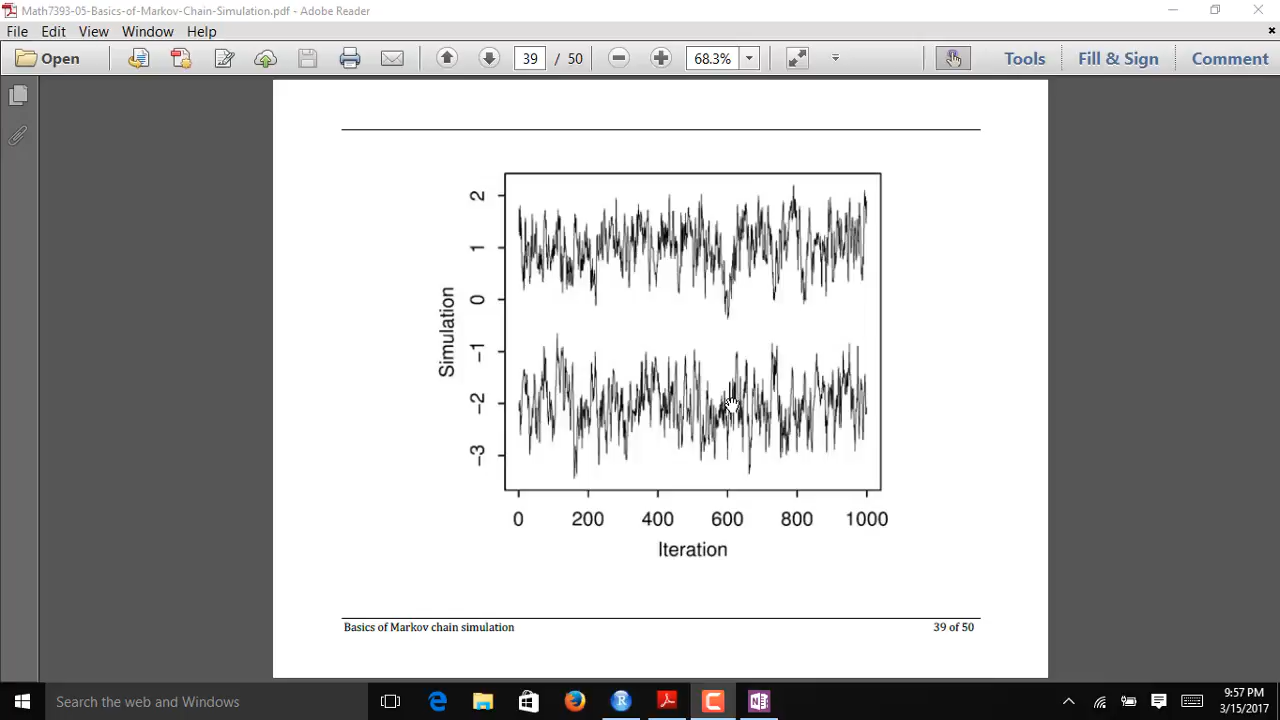 Math7393-05-Basics-of-Markov-Chain-Simulation.pdf - Adobe Reader
File Edit View Window Help
Open 39 / 50 68.3% Tools Fill & Sign Comment
2
1
0
−1
−2
−3
Simulation
0 200 400 600 800 1000
Iteration
Basics of Markov chain simulation 39 of 50
Search the web and Windows
9:57 PM
3/15/2017